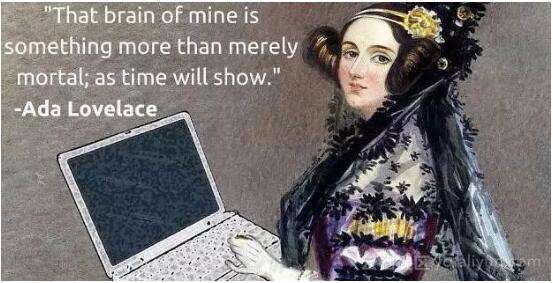 "That brain of mine is
something more than merely
mortal; as time will show."
-Ada Lovelace